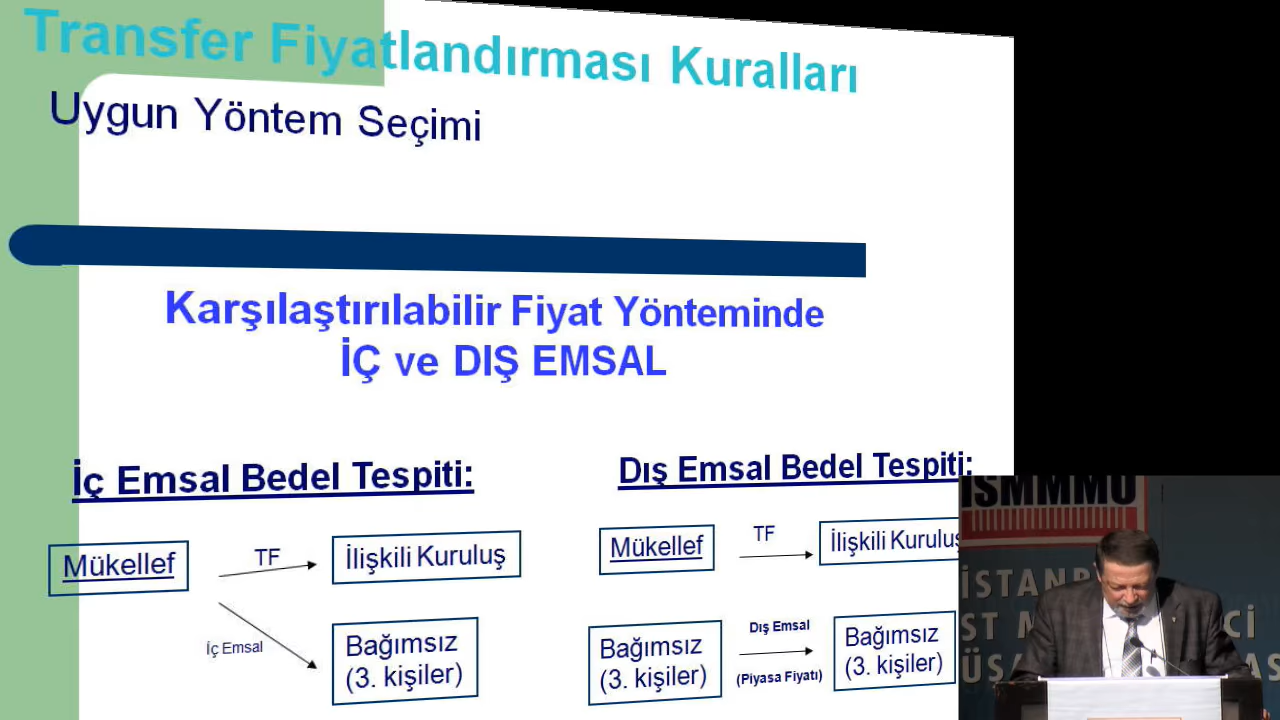 Transfer Fiyatlandırması Kuralları
Uygun Yöntem Seçimi
Karşılaştırılabilir Fiyat Yönteminde
İÇ ve DIŞ EMSAL
İç Emsal Bedel Tespiti:
Mükellef
TF
İlişkili Kuruluş
İç Emsal
Bağımsız
(3. kişiler)
Dış Emsal Bedel Tespiti:
Mükellef
TF
İlişkili Kuruluş
Bağımsız
(3. kişiler)
Dış Emsal
(Piyasa Fiyatı)
Bağımsız
(3. kişiler)
İSMMMO